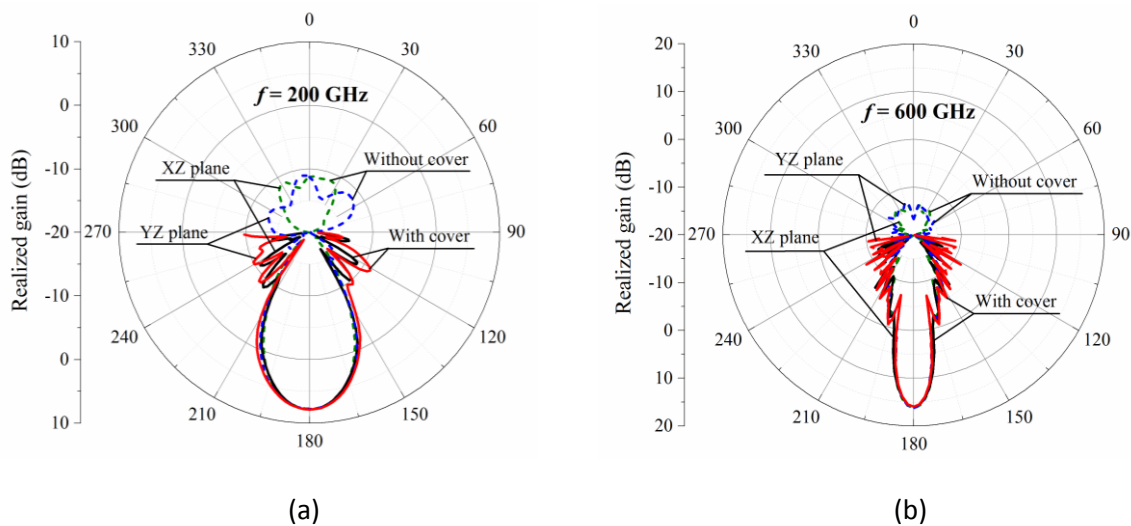 0
330
30
f = 200 GHz
300
60
XZ plane
Without cover
270
90
YZ plane
With cover
240
120
210
150
180
Realized gain (dB)
10
0
-10
-20
-10
0
10
(a)
0
330
30
f = 600 GHz
300
60
YZ plane
Without cover
270
90
XZ plane
With cover
240
120
210
150
180
Realized gain (dB)
20
10
0
-10
-20
-10
0
10
20
(b)